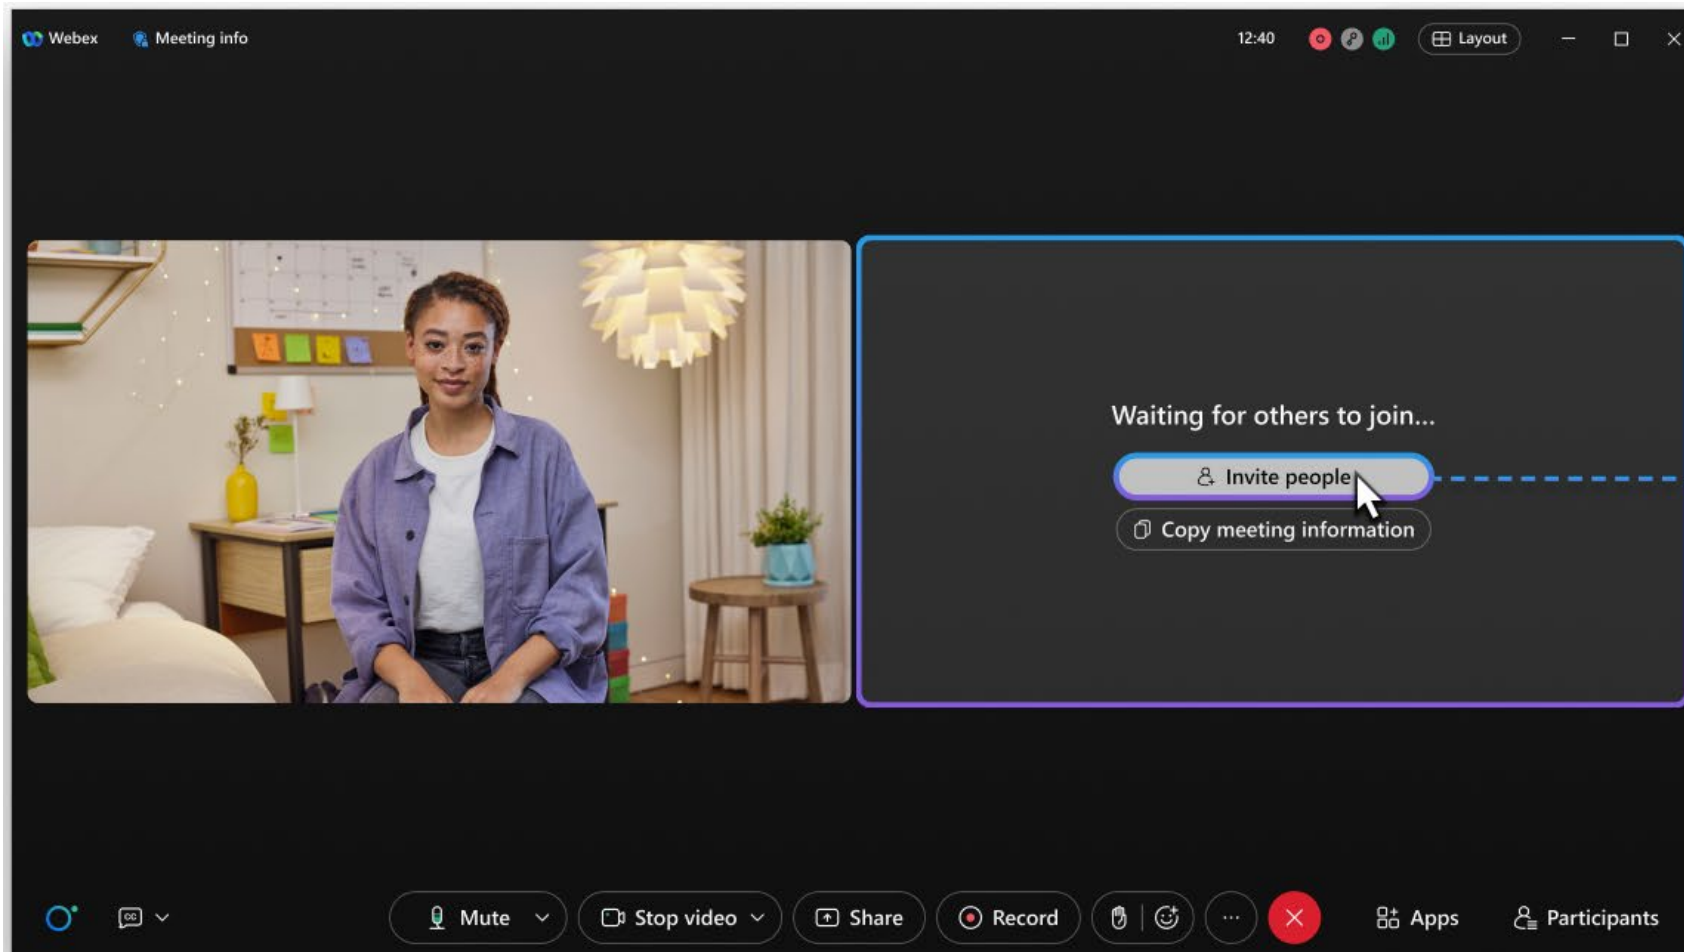 Webex Meeting info 12:40 Layout
Waiting for others to join...
Invite people
Copy meeting information
CC Mute Stop video Share Record Apps Participants